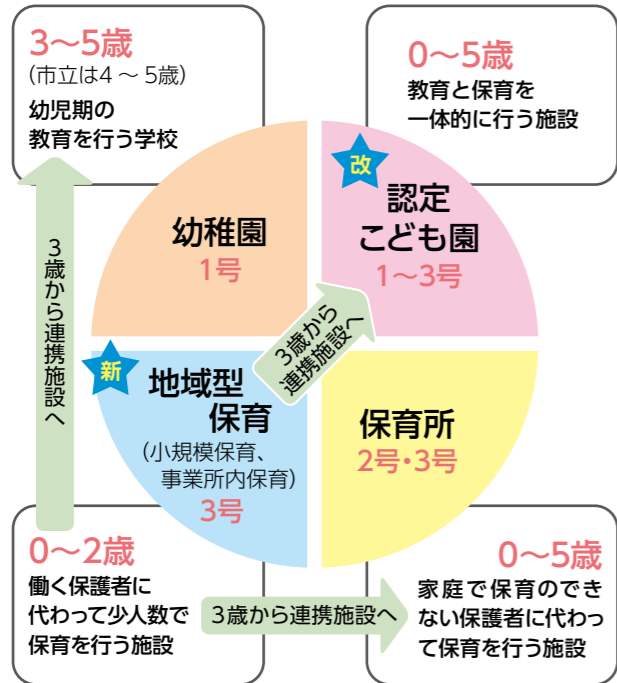 3～5歳
(市立は4～5歳)
幼児期の
教育を行う学校
0～5歳
教育と保育を
一体的に行う施設
幼稚園
1号
改
認定
こども園
1～3号
3歳から連携施設へ
3歳から
連携施設へ
新
地域型
保育
(小規模保育、
事業所内保育)
3号
保育所
2号・3号
0～2歳
働く保護者に
代わって少人数で
保育を行う施設
3歳から連携施設へ
0～5歳
家庭で保育のでき
ない保護者に代わっ
て保育を行う施設